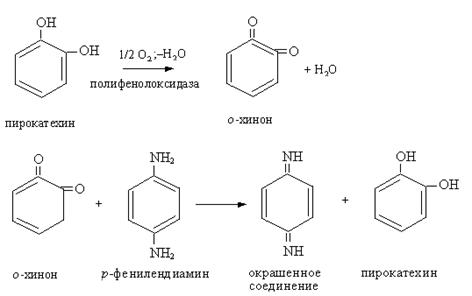 OH
OH
1/2 O2; –H2O
полифенолоксидаза
O
O
+ H2O
пирокатехин
о-хинон
O
O
+
NH2
NH2
NH
NH
+
OH
OH
о-хинон
p-фенилендиамин
окрашенное
соединение
пирокатехин